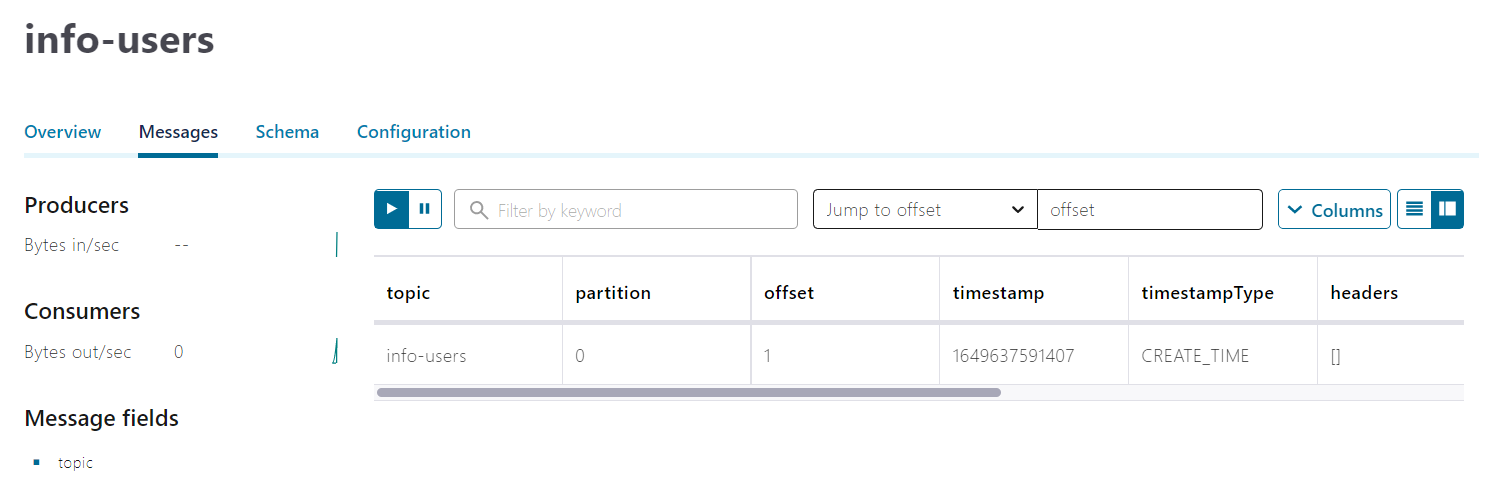 info-users
Overview Messages Schema Configuration
Producers
Bytes in/sec --
Consumers
Bytes out/sec 0
Message fields
topic
Filter by keyword Jump to offset offset Columns
topic partition offset timestamp timestampType headers
info-users 0 1 1649637591407 CREATE_TIME []